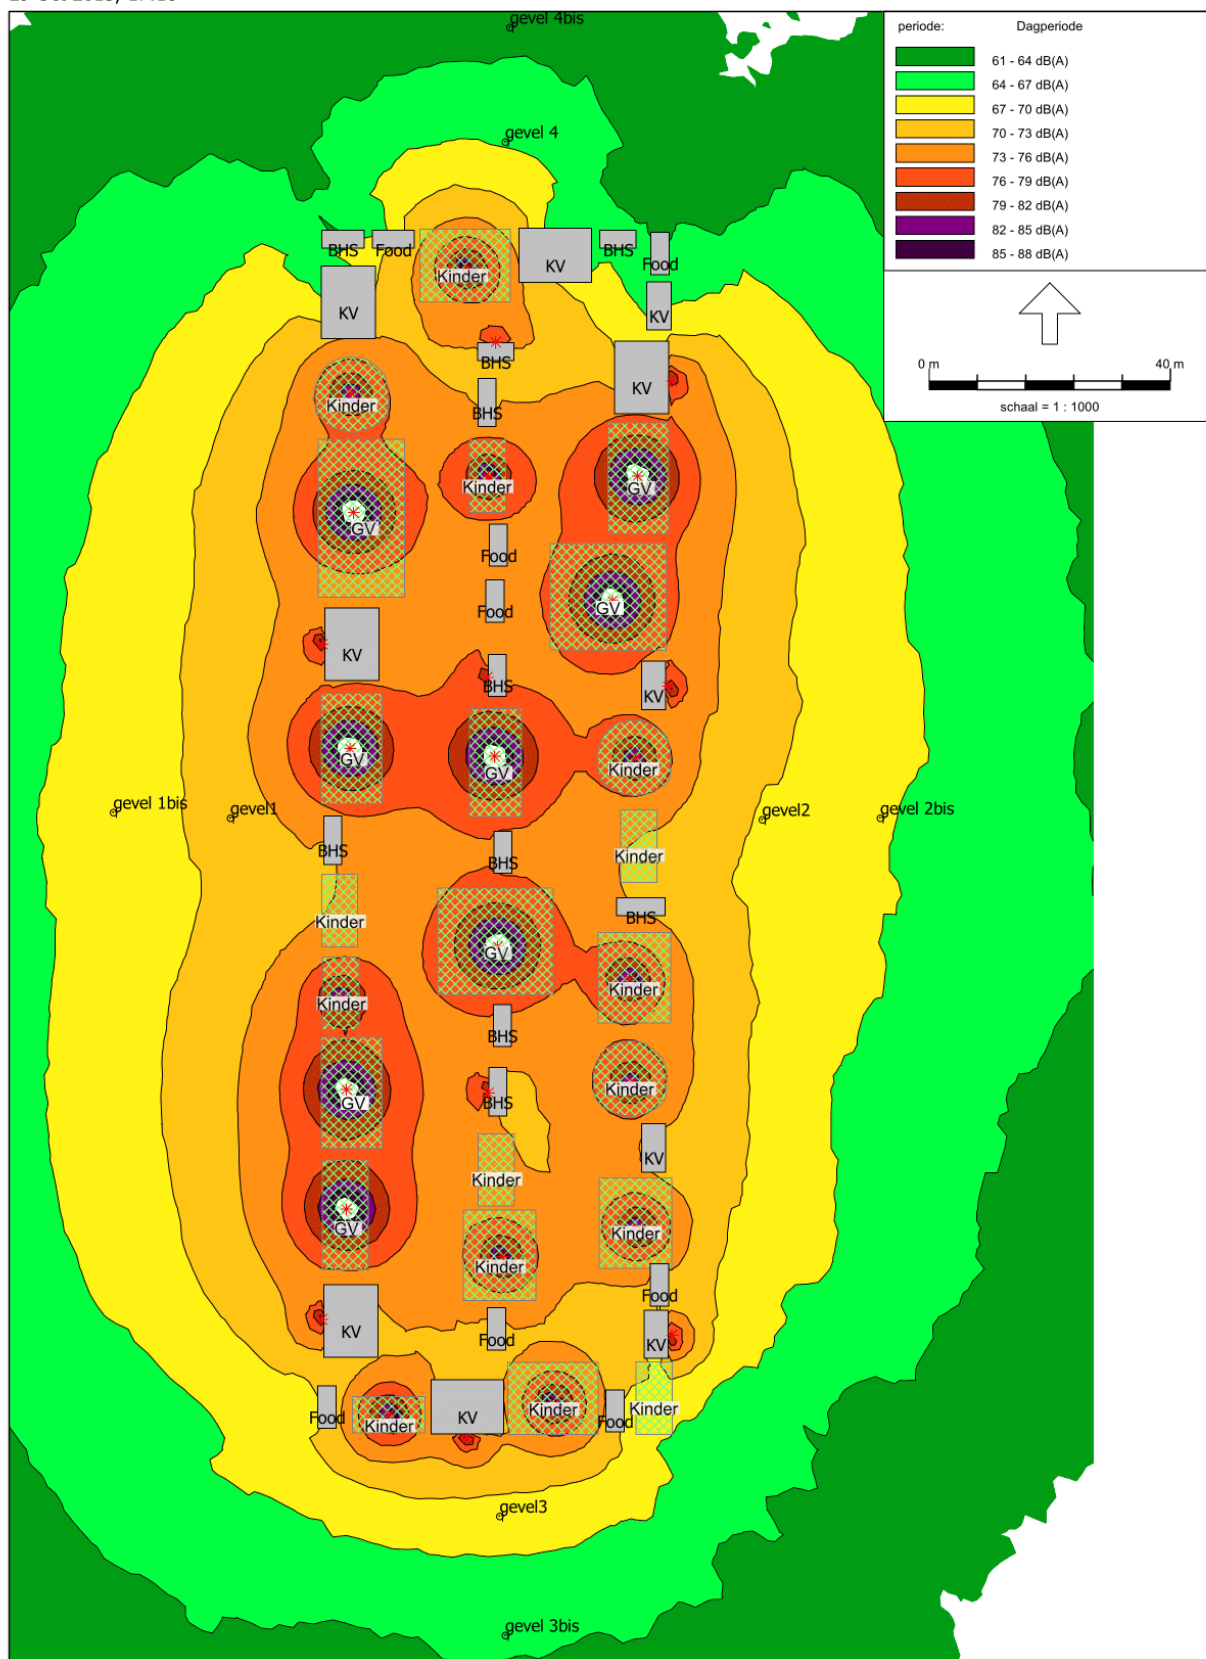 gevel 4bis
periode: Dagperiode
61 - 64 dB(A)
64 - 67 dB(A)
67 - 70 dB(A)
70 - 73 dB(A)
73 - 76 dB(A)
76 - 79 dB(A)
79 - 82 dB(A)
82 - 85 dB(A)
85 - 88 dB(A)
0 m 40 m
schaal = 1 : 1000
gevel 4
BHS Food Kinder KV BHS Food
KV KV
BHS
KV
Kinder BHS
Kinder GV
GV
Food
Food GV
KV
BHS KV
GV GV Kinder
gevel 1bis gevel1 gevel2 gevel 2bis
BHS BHS Kinder
Kinder BHS
GV
Kinder Kinder
BHS
GV BHS Kinder
KV
Kinder
GV Kinder Kinder
Food
KV Food KV
Food Kinder KV Kinder Food Kinder
gevel3
gevel 3bis